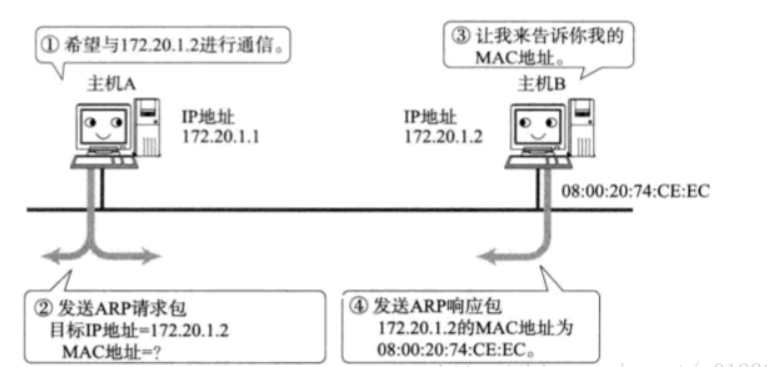 ① 希望与172.20.1.2进行通信。
③ 让我来告诉你我的
MAC地址。
主机A
主机B
IP地址
172.20.1.1
IP地址
172.20.1.2
08:00:20:74:CE:EC
② 发送ARP请求包
目标IP地址=172.20.1.2
MAC地址=?
④ 发送ARP响应包
172.20.1.2的MAC地址为
08:00:20:74:CE:EC。